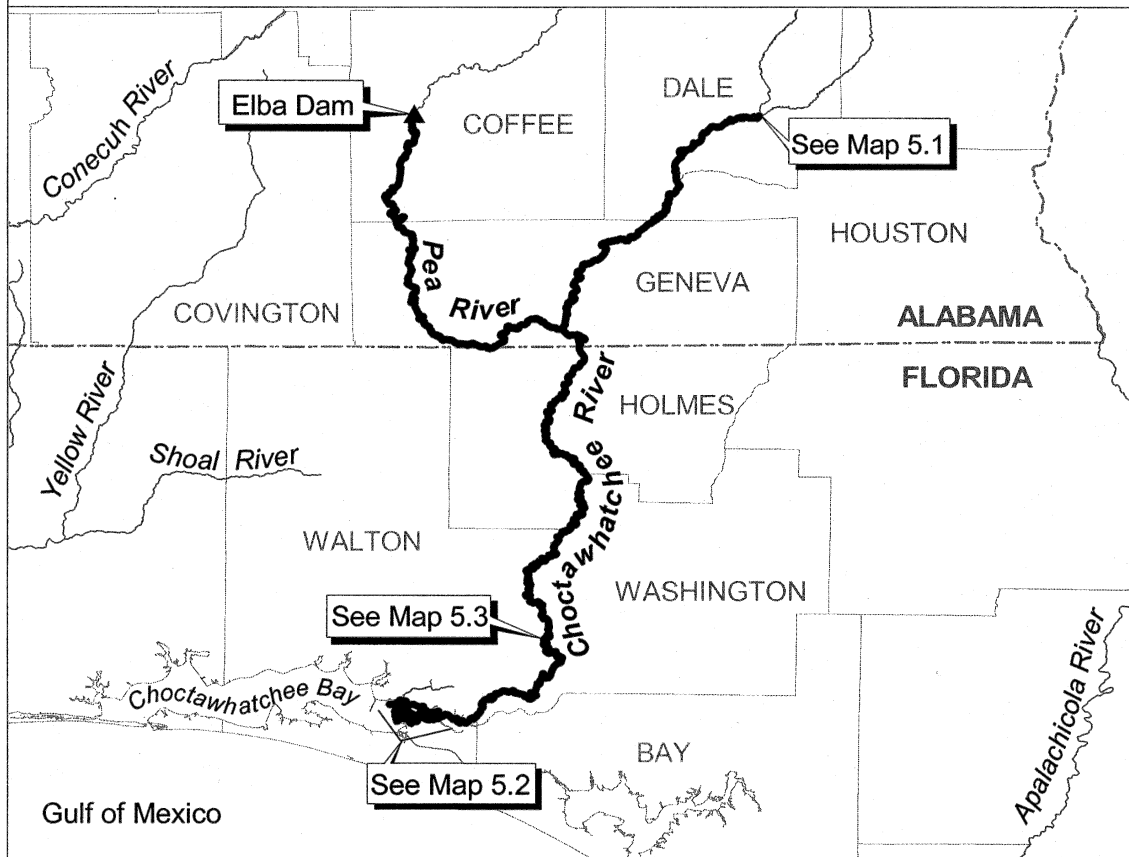 Conecuh River
Elba Dam
COFFEE
DALE
See Map 5.1
HOUSTON
Pea
River
GENEVA
COVINGTON
ALABAMA
FLORIDA
Yellow River
Shoal River
HOLMES
Choctawhatchee River
WALTON
WASHINGTON
See Map 5.3
Choctawhatchee Bay
Apalachicola River
BAY
See Map 5.2
Gulf of Mexico